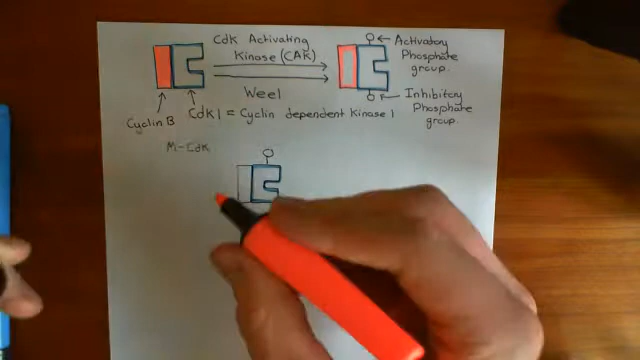 Cdk Activating
Kinase (CAK)
Wee1
Activatory
Phosphate
group.
Inhibitory
Phosphate
group.
Cyclin B
Cdk1 = Cyclin dependent Kinase 1
M-Cdk